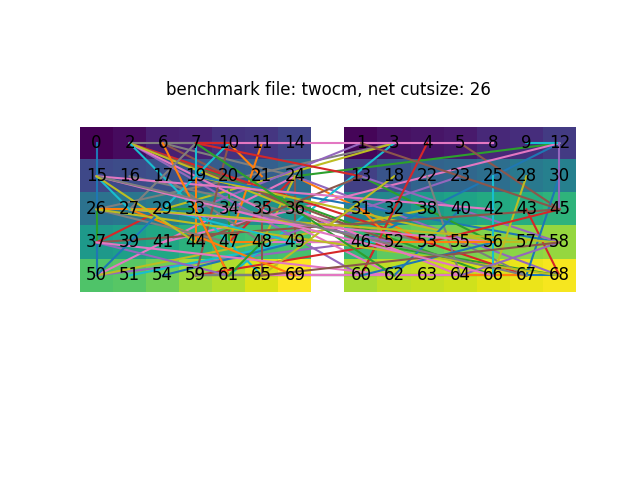 benchmark file: twocm, net cutsize: 26
0 2 6 7 10 11 14 1 3 4 5 8 9 12
15 16 17 19 20 21 24 13 18 22 23 25 28 30
26 27 29 33 34 35 36 31 32 38 40 42 43 45
37 39 41 44 47 48 49 46 52 53 55 56 57 58
50 51 54 59 61 65 69 60 62 63 64 66 67 68